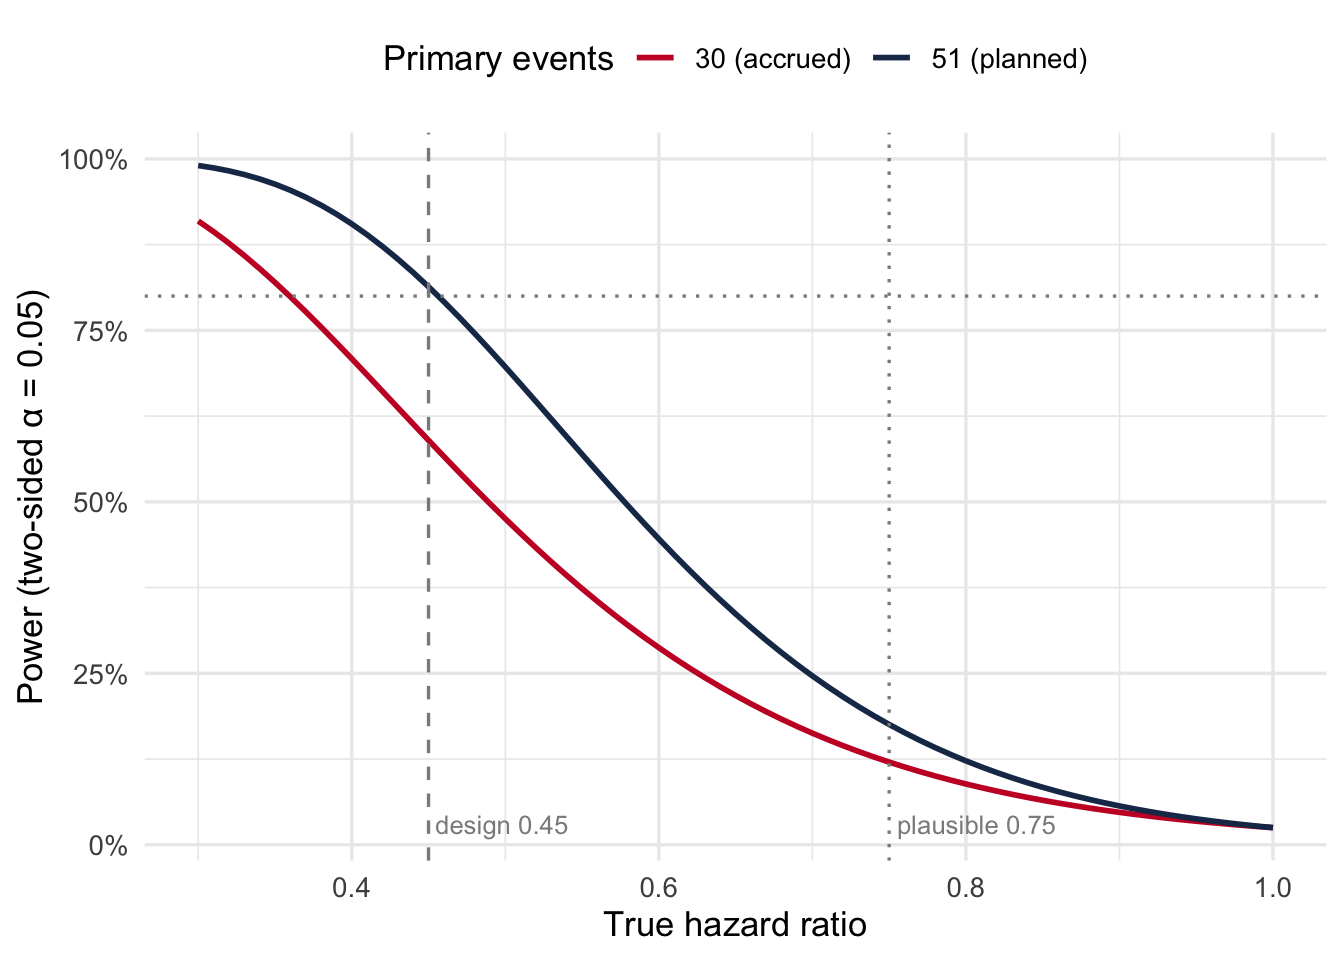 Primary events 30 (accrued) 51 (planned)
100%
75%
50%
25%
0%
Power (two-sided α = 0.05)
design 0.45
plausible 0.75
0.4 0.6 0.8 1.0
True hazard ratio